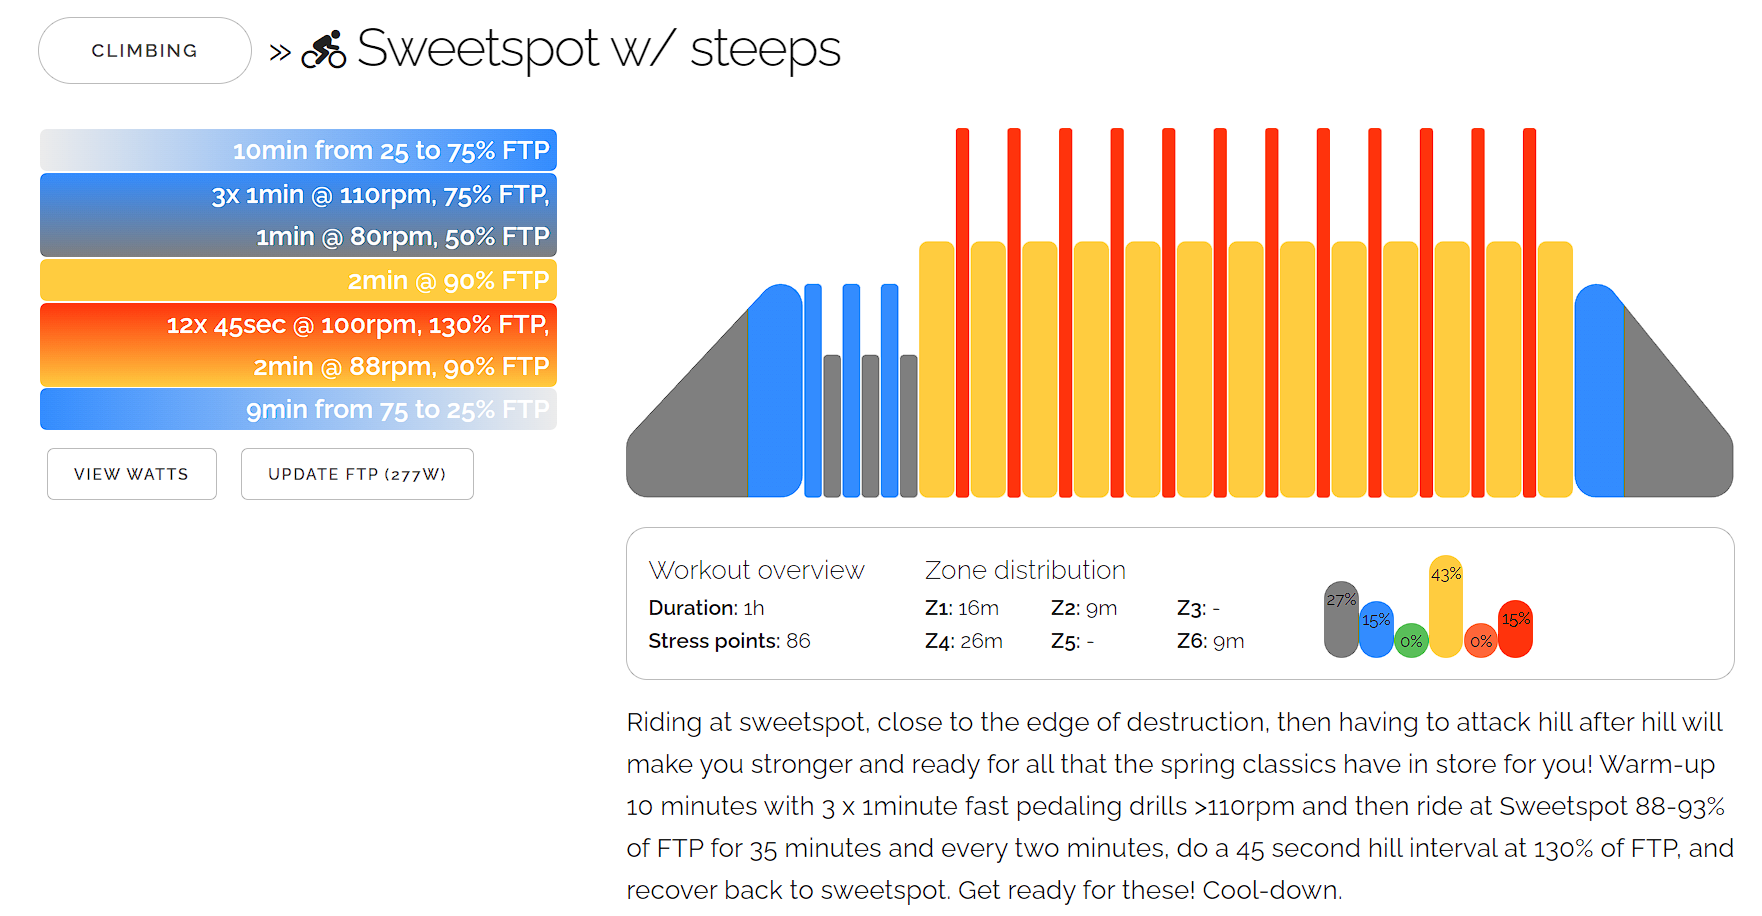 CLIMBING » Sweetspot w/ steeps
10min from 25 to 75% FTP
3x 1min @ 110rpm, 75% FTP,
1min @ 80rpm, 50% FTP
2min @ 90% FTP
12x 45sec @ 100rpm, 130% FTP,
2min @ 88rpm, 90% FTP
9min from 75 to 25% FTP
VIEW WATTS
UPDATE FTP (277W)
Workout overview
Duration: 1h
Stress points: 86
Zone distribution
Z1: 16m Z2: 9m Z3: -
Z4: 26m Z5: - Z6: 9m
27% 15% 0% 43% 0% 15%
Riding at sweetspot, close to the edge of destruction, then having to attack hill after hill will
make you stronger and ready for all that the spring classics have in store for you! Warm-up
10 minutes with 3 x 1minute fast pedaling drills >110rpm and then ride at Sweetspot 88-93%
of FTP for 35 minutes and every two minutes, do a 45 second hill interval at 130% of FTP, and
recover back to sweetspot. Get ready for these! Cool-down.